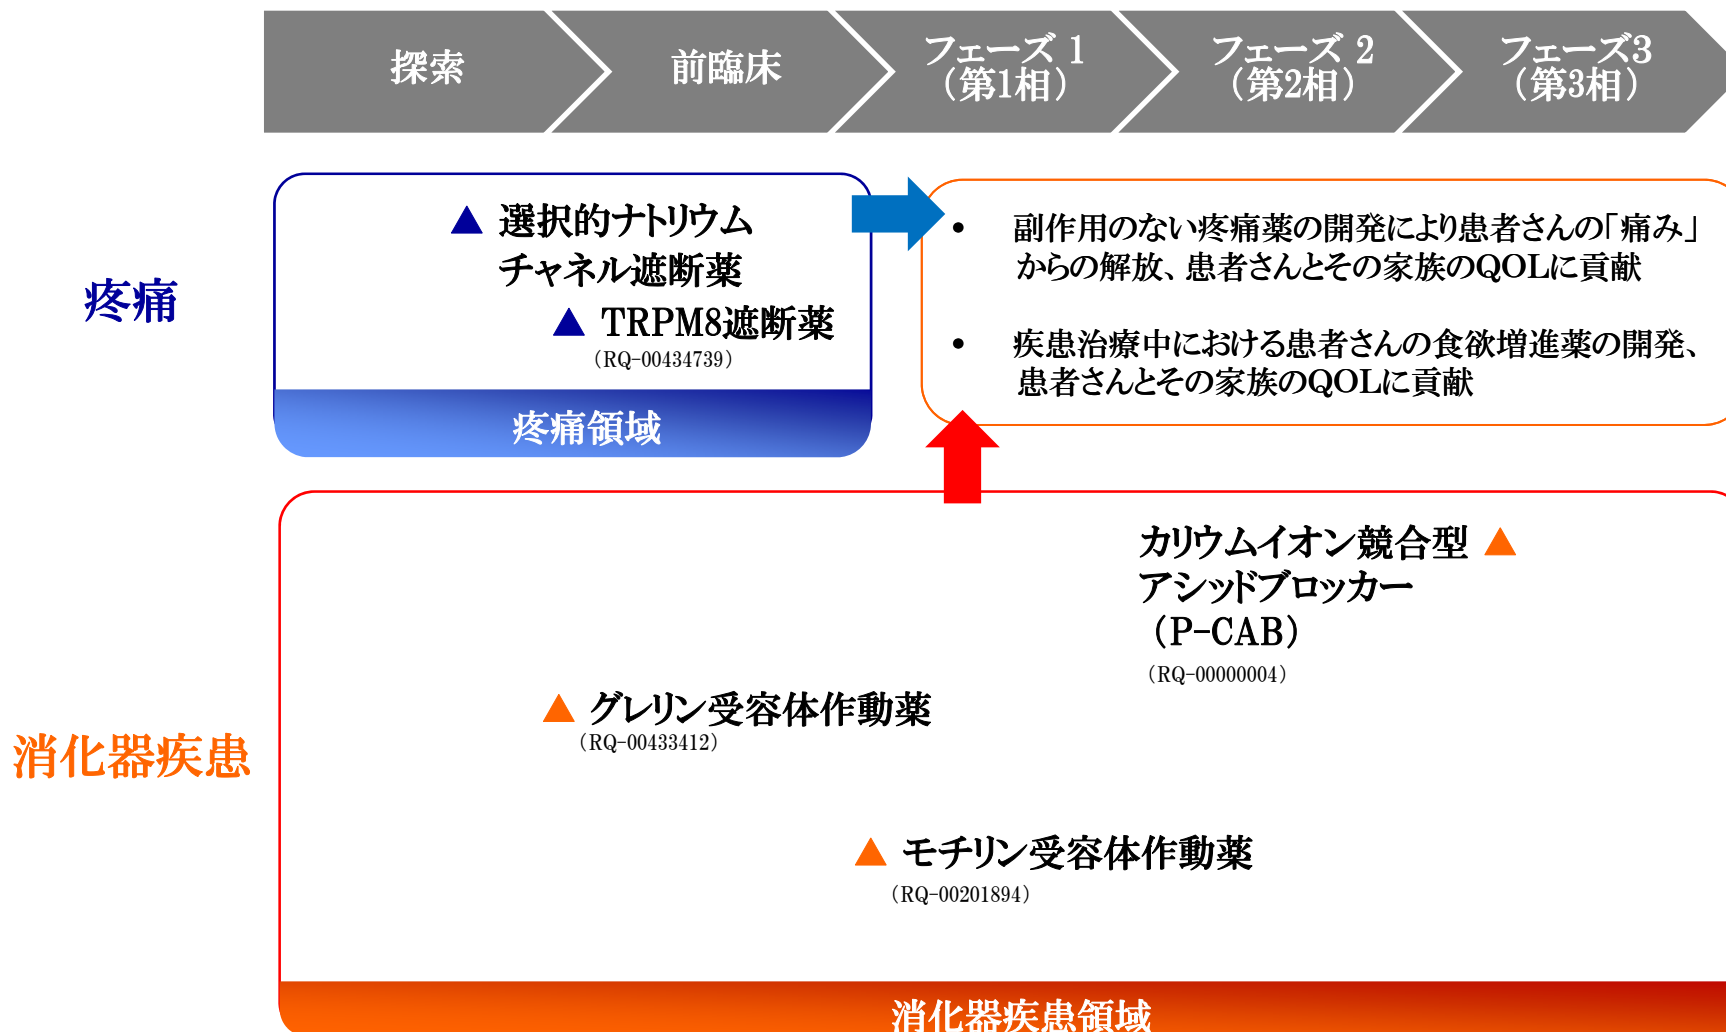 探索
前臨床
フェーズ 1
（第1相）
フェーズ 2
（第2相）
フェーズ3
（第3相）
疼痛
▲ 選択的ナトリウム
チャネル遮断薬
▲ TRPM8遮断薬
（RQ-00434739）
疼痛領域
• 副作用のない疼痛薬の開発により患者さんの「痛み」
からの解放、患者さんとその家族のQOLに貢献
• 疾患治療中における患者さんの食欲増進薬の開発、
患者さんとその家族のQOLに貢献
消化器疾患
カリウムイオン競合型 ▲
アシッドブロッカー
（P-CAB）
（RQ-00000004）
▲ グレリン受容体作動薬
（RQ-00433412）
▲ モチリン受容体作動薬
（RQ-00201894）
消化器疾患領域